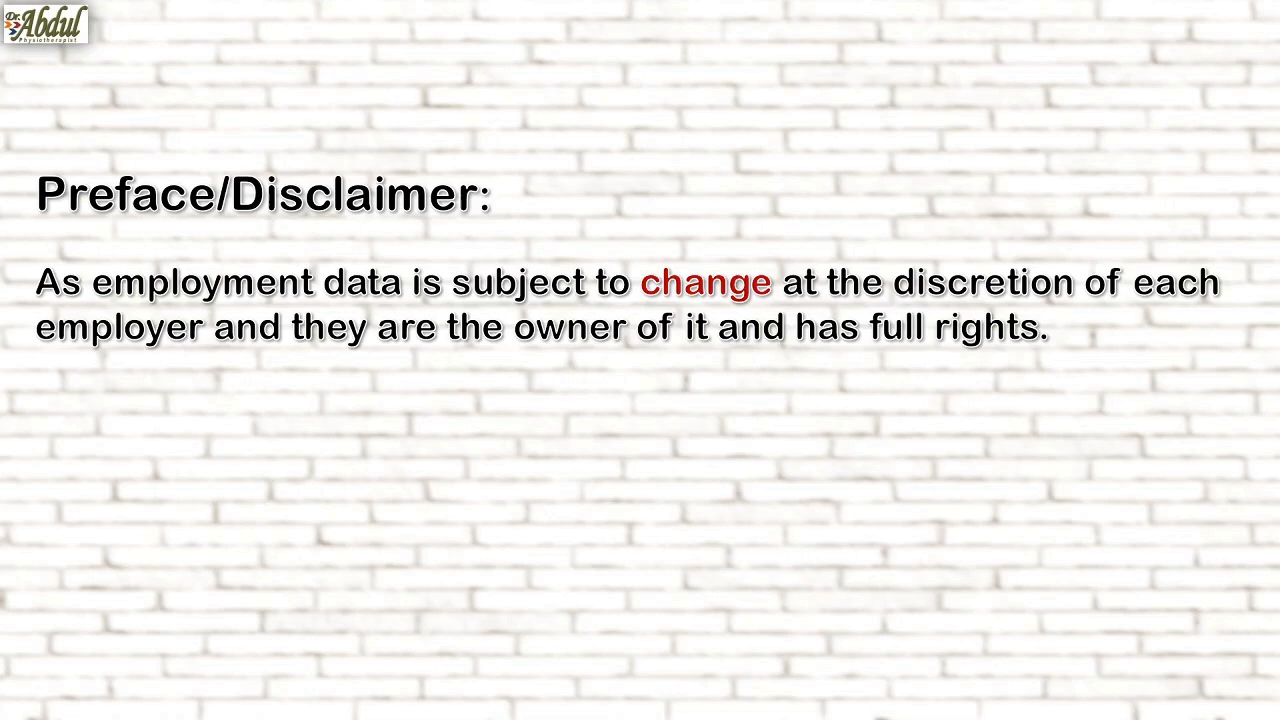 Dr. Abdul
Physiotherapist
Preface/Disclaimer:
As employment data is subject to change at the discretion of each
employer and they are the owner of it and has full rights.